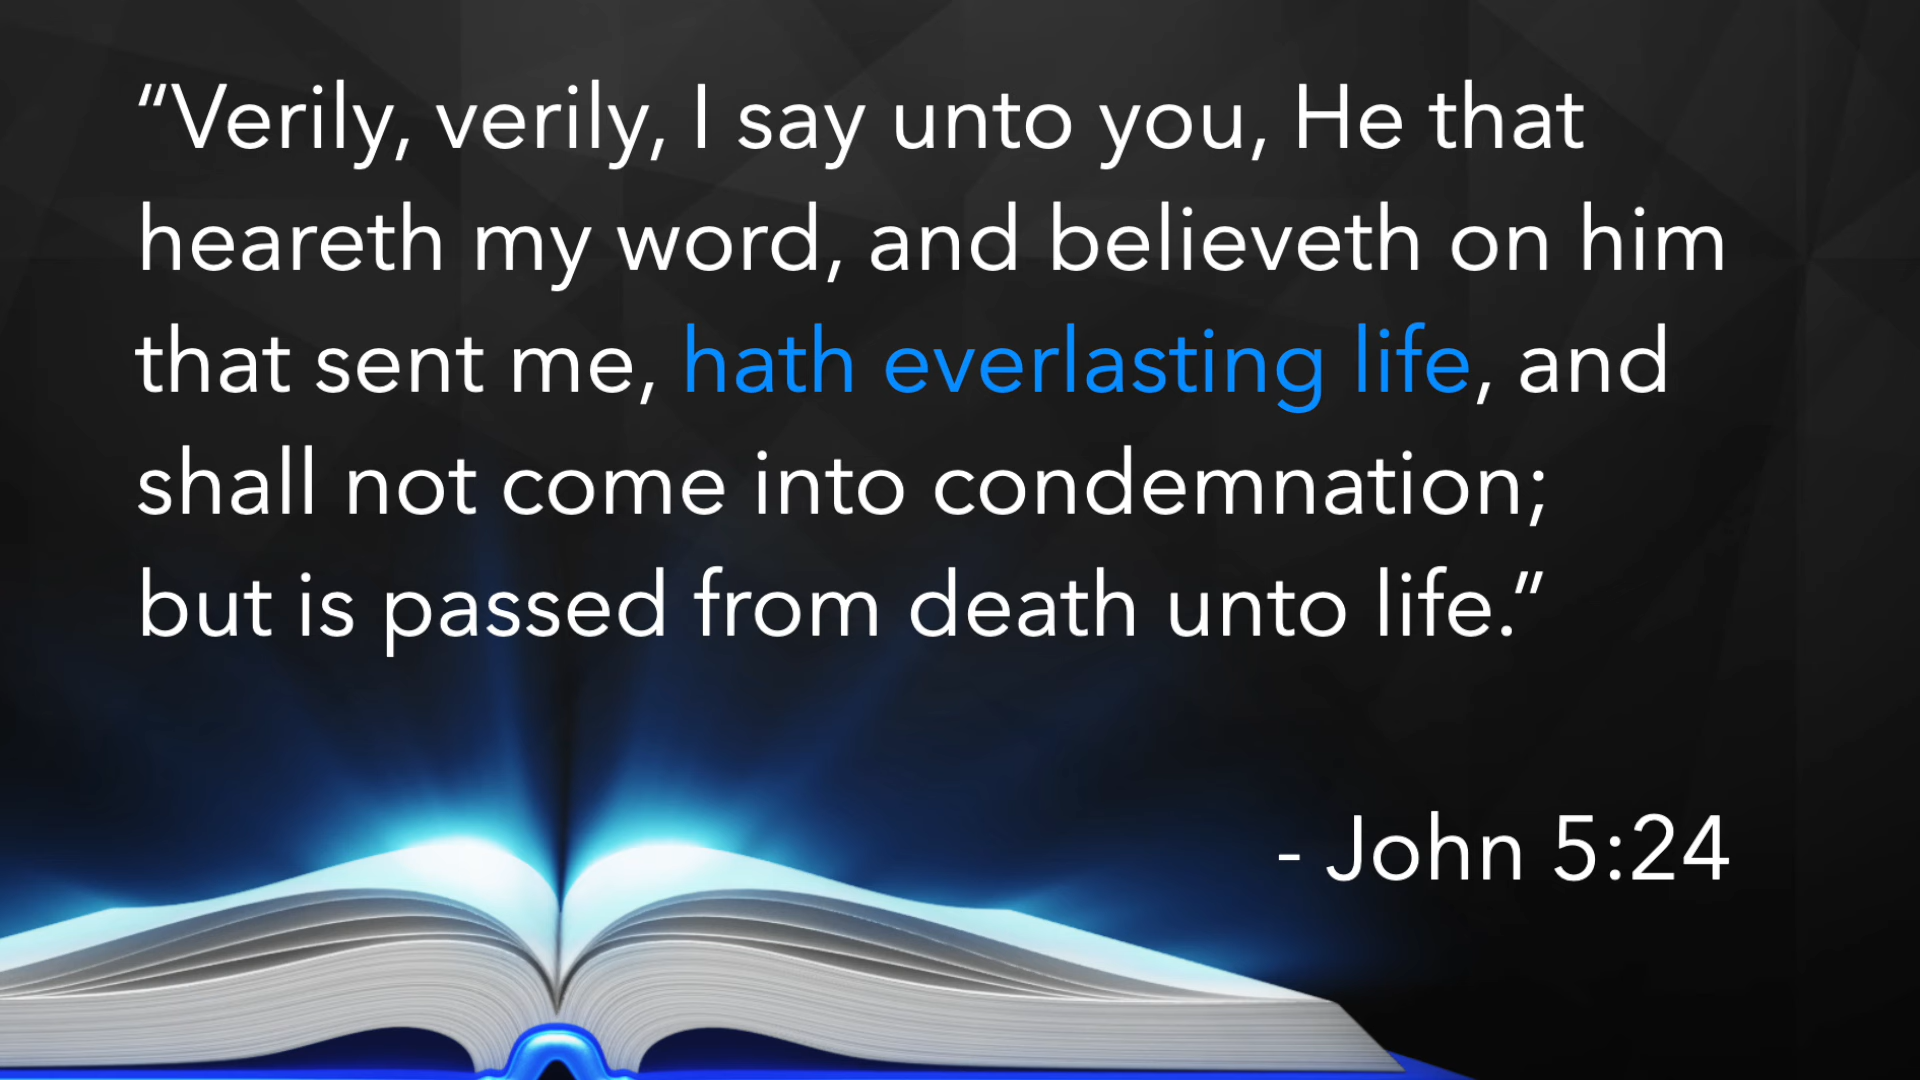 “Verily, verily, I say unto you, He that
heareth my word, and believeth on him
that sent me, hath everlasting life, and
shall not come into condemnation;
but is passed from death unto life.”
- John 5:24